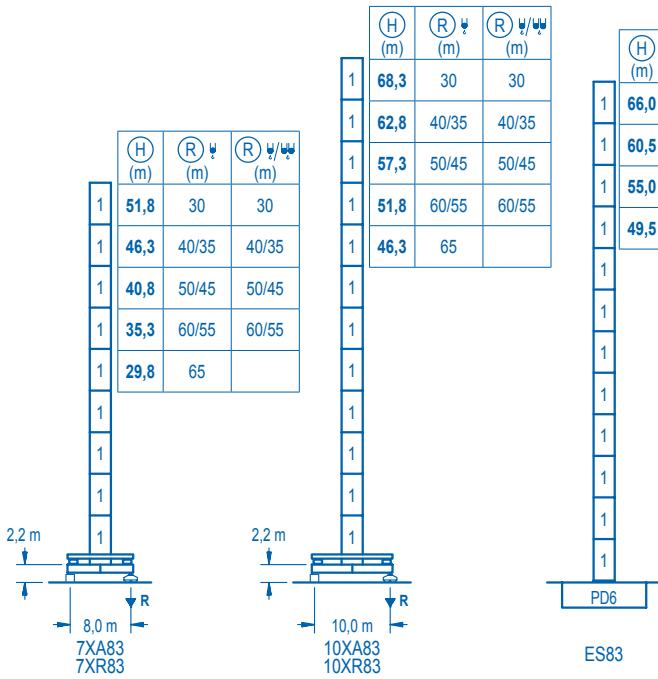 H R R
(m) (m)
1 51,8 30 30
1 46,3 40/35 40/35
1 40,8 50/45 50/45
1 35,3 60/55 60/55
1 29,8 65
1
1
1
1
2,2 m
R
8,0 m
7XA83
7XR83
H R R
(m) (m)
1 68,3 30 30
1 62,8 40/35 40/35
1 57,3 50/45 50/45
1 51,8 60/55 60/55
1 46,3 65
1
1
1
1
1
1
1
2,2 m
R
10,0 m
10XA83
10XR83
H
(m)
1 66,0
1 60,5
1 55,0
1 49,5
1
1
1
1
1
1
1
1
PD6
ES83